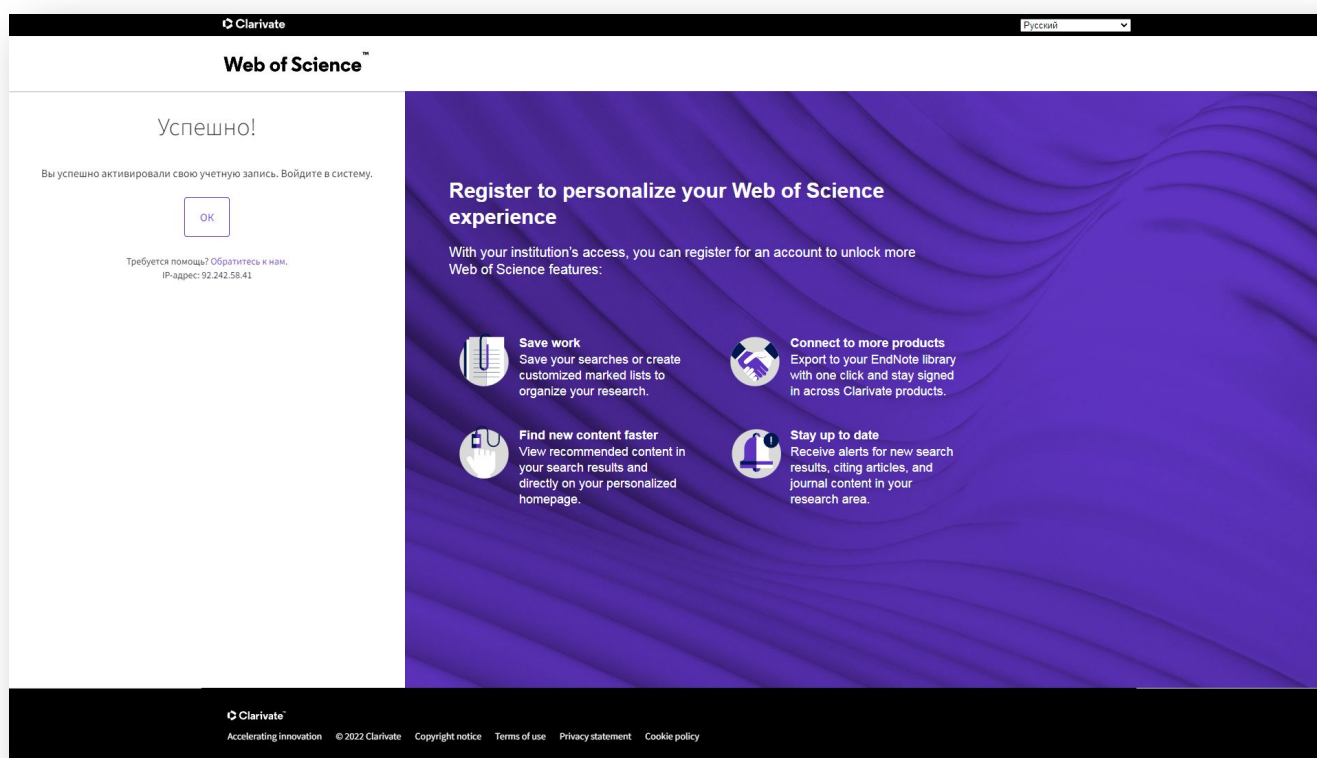 Clarivate
Русский
Web of Science™
Успешно!
Вы успешно активировали свою учетную запись. Войдите в систему.
ОК
Требуется помощь? Обратитесь к нам.
IP-адрес: 92.242.58.41
Register to personalize your Web of Science
experience
With your institution's access, you can register for an account to unlock more
Web of Science features:
Save work
Save your searches or create
customized marked lists to
organize your research.
Connect to more products
Export to your EndNote library
with one click and stay signed
in across Clarivate products.
Find new content faster
View recommended content in
your search results and
directly on your personalized
homepage.
Stay up to date
Receive alerts for new search
results, citing articles, and
journal content in your
research area.
Clarivate™
Accelerating innovation © 2022 Clarivate Copyright notice Terms of use Privacy statement Cookie policy